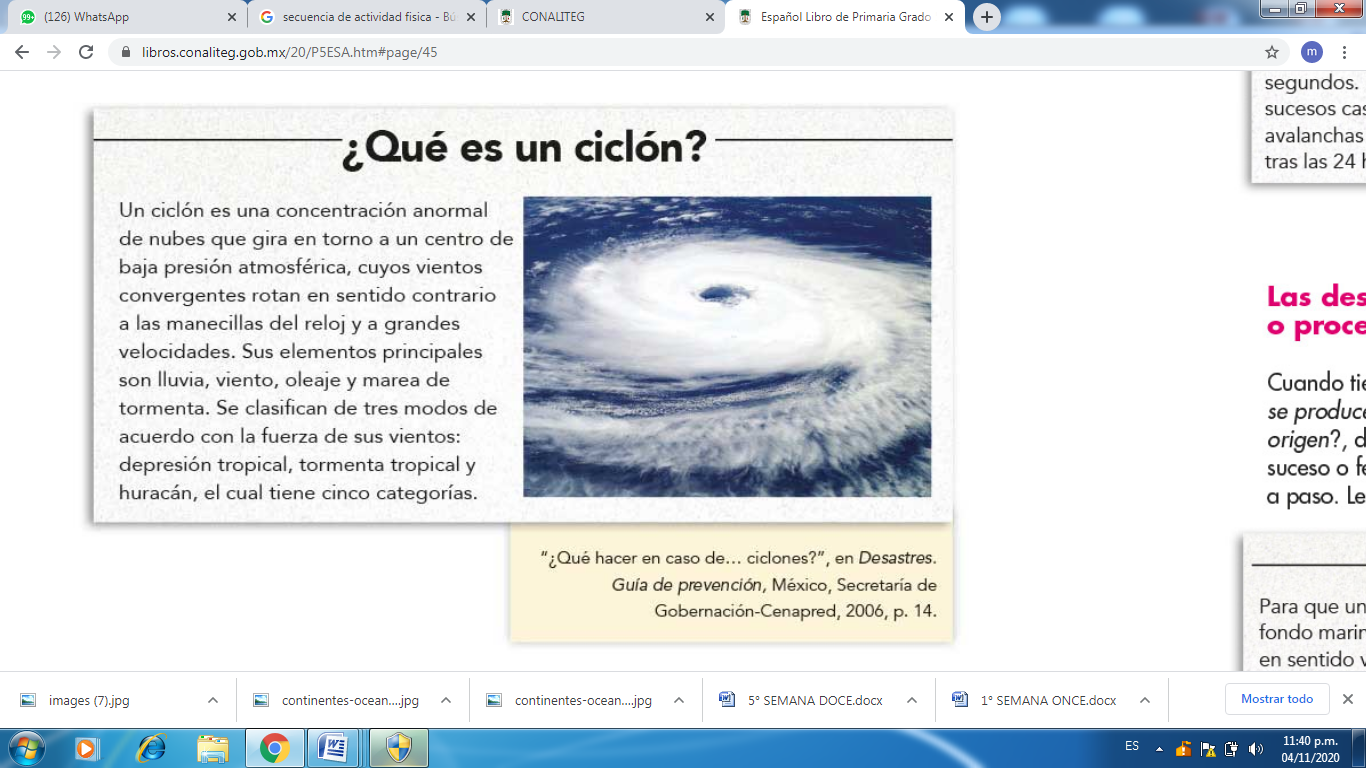 (126) WhatsApp
secuencia de actividad fisica - Bú
CONALITEG
Español Libro de Primaria Grado
libros.conaliteg.gob.mx/20/P5ESA.htm#page/45
m
¿Qué es un ciclón?
Un ciclón es una concentración anormal
de nubes que gira en torno a un centro de
baja presión atmosférica, cuyos vientos
convergentes rotan en sentido contrario
a las manecillas del reloj y a grandes
velocidades. Sus elementos principales
son lluvia, viento, oleaje y marea de
tormenta. Se clasifican de tres modos de
acuerdo con la fuerza de sus vientos:
depresión tropical, tormenta tropical y
huracán, el cual tiene cinco categorías.
"¿Qué hacer en caso de... ciclones?", en Desastres.
Guía de prevención, México, Secretaría de
Gobernación-Cenapred, 2006, p. 14.
segundos.
sucesos cas
avalanchas
tras las 24 h
Las des
o proce
Cuando tie
se produce
origen?, d
suceso o fe
a paso. Le
Para que un
fondo marin
en sentido v
images (7).jpg
continentes-ocean....jpg
continentes-ocean....jpg
5° SEMANA DOCE.docx
1° SEMANA ONCE.docx
Mostrar todo
ES
11:40 p.m.
04/11/2020